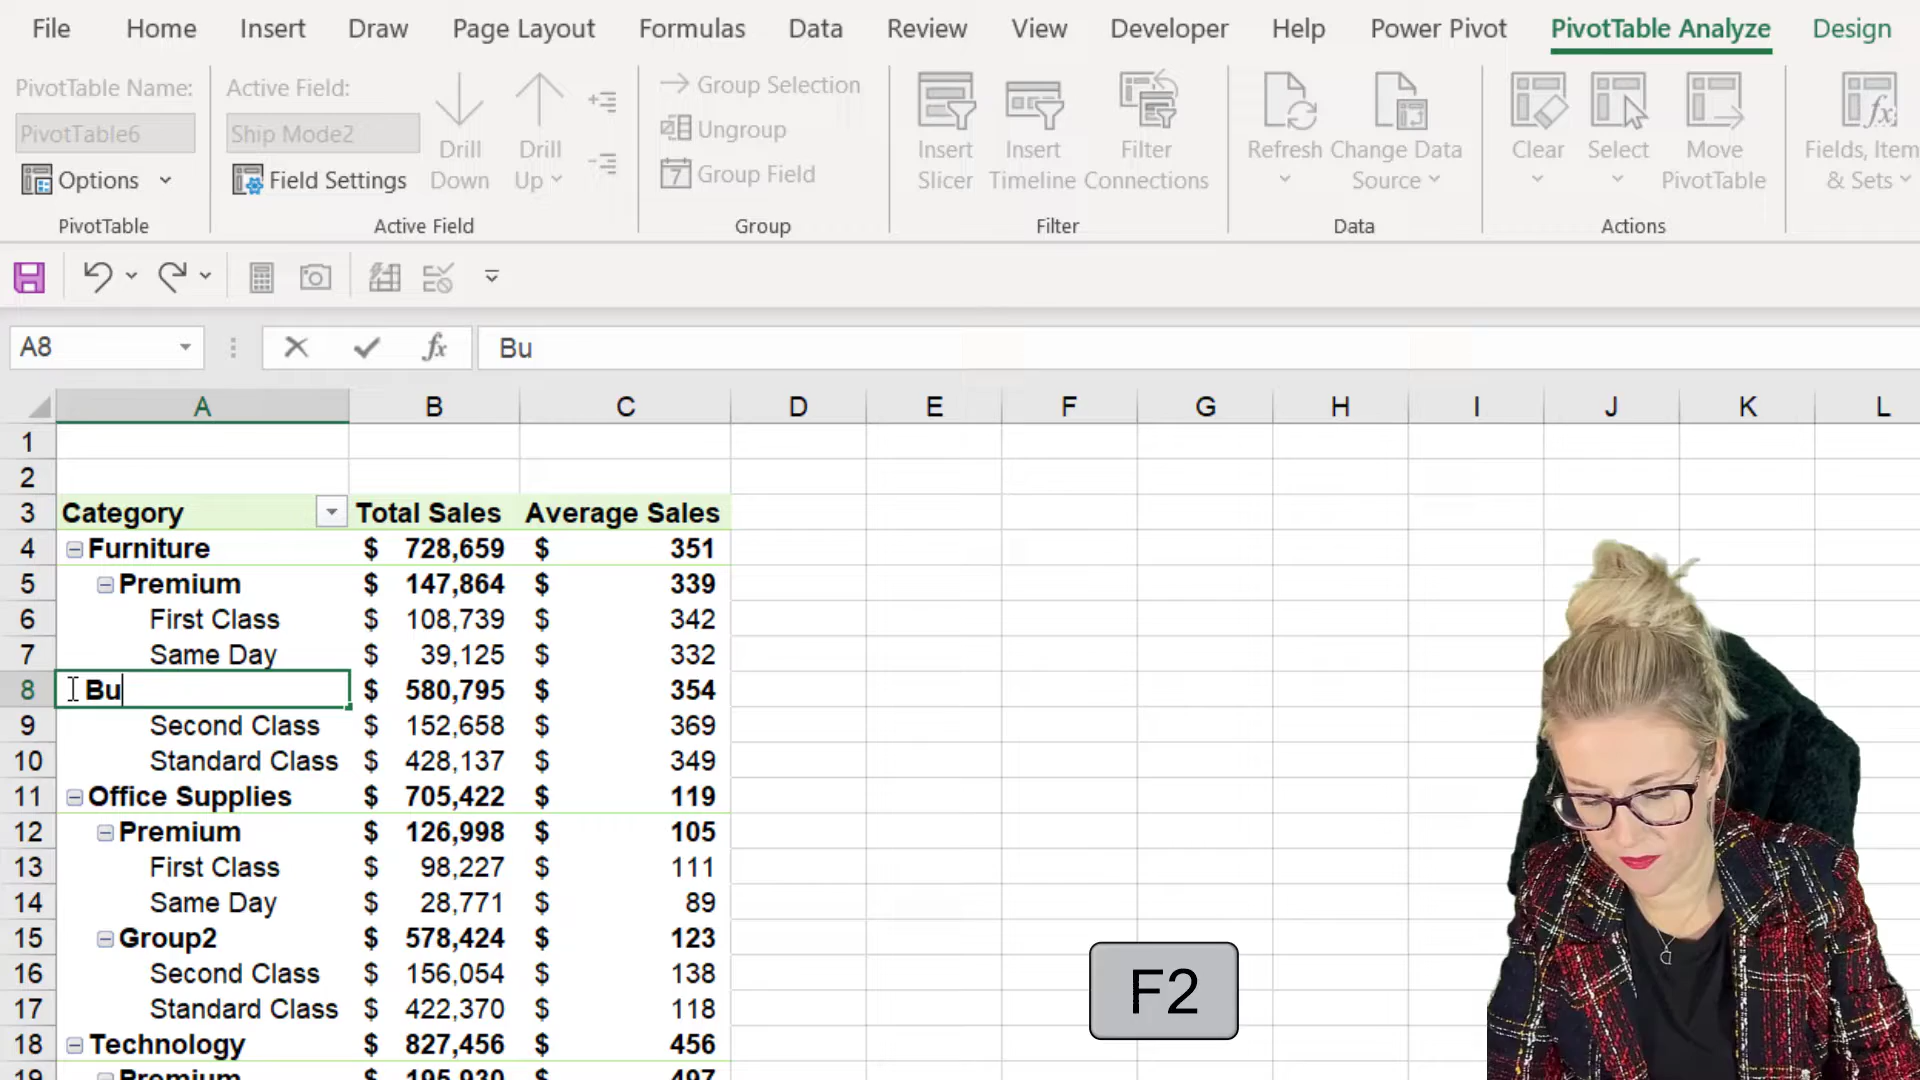 File Home Insert Draw Page Layout Formulas Data Review View Developer Help Power Pivot PivotTable Analyze Design
PivotTable Name:
PivotTable6
Options
PivotTable
Active Field:
Ship Mode2
Field Settings
Drill
Down
Drill
Up
Active Field
Group Selection
Ungroup
7 Group Field
Group
Insert
Slicer
Insert
Timeline
Filter
Connections
Filter
Refresh
Change Data
Source
Data
Clear
Select
Move
PivotTable
Actions
fx
Fields, Item
& Sets
A8 fx Bu
A B C D E F G H I J K L
1
2
3 Category Total Sales Average Sales
4 Furniture $ 728,659 $ 351
5 Premium $ 147,864 $ 339
6 First Class $ 108,739 $ 342
7 Same Day $ 39,125 $ 332
8 Bu $ 580,795 $ 354
9 Second Class $ 152,658 $ 369
10 Standard Class $ 428,137 $ 349
11 Office Supplies $ 705,422 $ 119
12 Premium $ 126,998 $ 105
13 First Class $ 98,227 $ 111
14 Same Day $ 28,771 $ 89
15 Group2 $ 578,424 $ 123
16 Second Class $ 156,054 $ 138
17 Standard Class $ 422,370 $ 118
18 Technology $ 827,456 $ 456
19 Premium $ 195,930 $ 497
F2